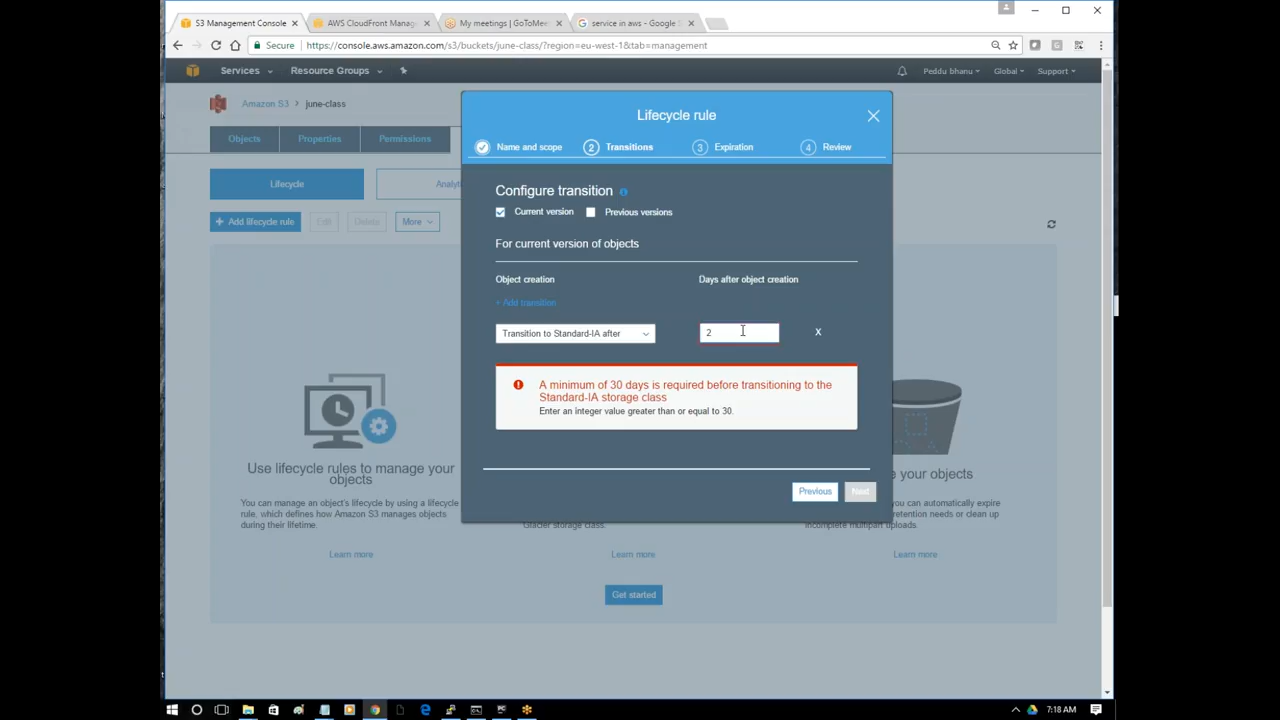 S3 Management Console
AWS CloudFront Manag
My meetings | GoToMee
service in aws - Google S
Secure
https://console.aws.amazon.com/s3/buckets/june-class/?region=eu-west-1&tab=management
Services
Resource Groups
Peddu bhanu
Global
Support
Amazon S3 > june-class
Objects
Properties
Permissions
Lifecycle
Analyt
+ Add lifecycle rule
Edit
Delete
More
Lifecycle rule
Name and scope
2 Transitions
3 Expiration
4 Review
Configure transition
Current version
Previous versions
For current version of objects
Object creation
Days after object creation
+ Add transition
Transition to Standard-IA after
2
X
A minimum of 30 days is required before transitioning to the
Standard-IA storage class
Enter an integer value greater than or equal to 30.
Previous
Next
Use lifecycle rules to manage your
objects
You can manage an object's lifecycle by using a lifecycle
rule, which defines how Amazon S3 manages objects
during their lifetime.
Learn more
Glacier storage class.
Learn more
e your objects
you can automatically expire
retention needs or clean up
incomplete multipart uploads.
Learn more
Get started
7:18 AM